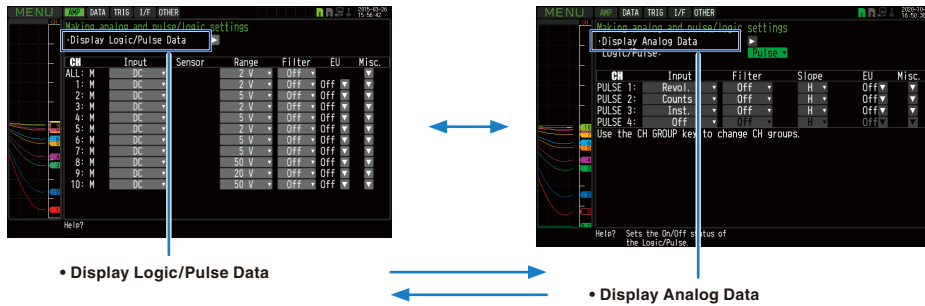 MENU AMP DATA TRIG I/F OTHER 2015-03-26
15:56:42
CH Making analog and pulse/logic settings
·Display Logic/Pulse Data
CH Input Sensor Range Filter EU Misc.
ALL: M DC 2 V Off
1: M DC 2 V Off Off
2: M DC 5 V Off Off
3: M DC 2 V Off Off
4: M DC 5 V Off Off
5: M DC 2 V Off Off
6: M DC 5 V Off Off
7: M DC 5 V Off Off
8: M DC 50 V Off Off
9: M DC 20 V Off Off
10: M DC 50 V Off Off
Help?
• Display Logic/Pulse Data
MENU AMP DATA TRIG I/F OTHER
16:50:
CH Making analog and pulse/logic settings
·Display Analog Data
Logic/Pulse: Pulse
CH Input Filter Slope EU Misc.
PULSE 1: Revol. Off H Off
PULSE 2: Counts Off H Off
PULSE 3: Inst. Off H Off
PULSE 4: Off Off H Off
Use the CH GROUP key to change CH groups.
Help? Sets the On/Off status of
the Logic/Pulse.
• Display Analog Data